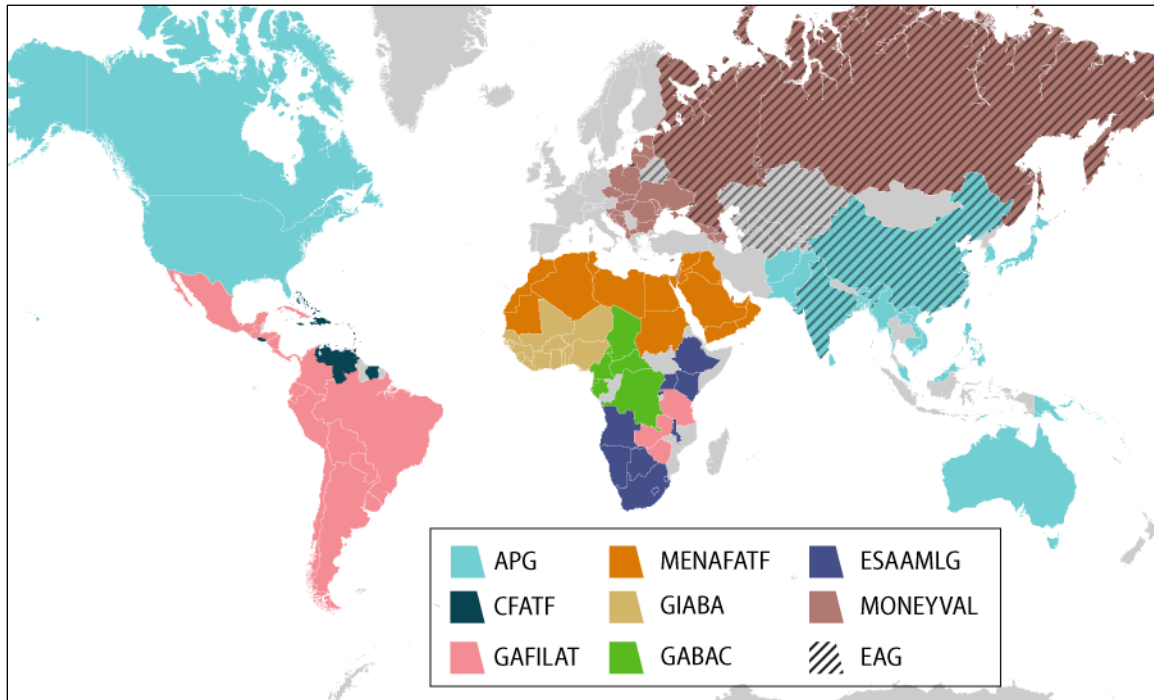 APG
MENAFATF
ESAAMLG
CFATF
GIABA
MONEYVAL
GAFILAT
GABAC
EAG